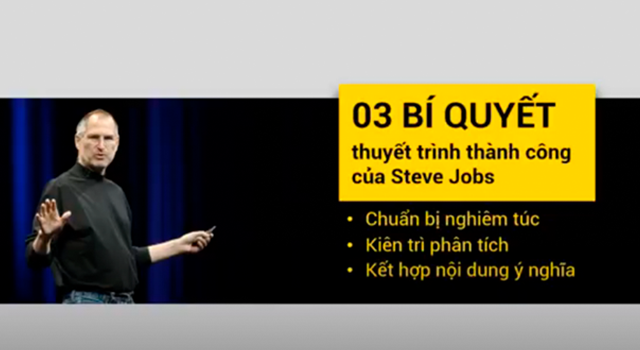 03 BÍ QUYẾT
thuyết trình thành công
của Steve Jobs
• Chuẩn bị nghiêm túc
• Kiên trì phân tích
• Kết hợp nội dung ý nghĩa